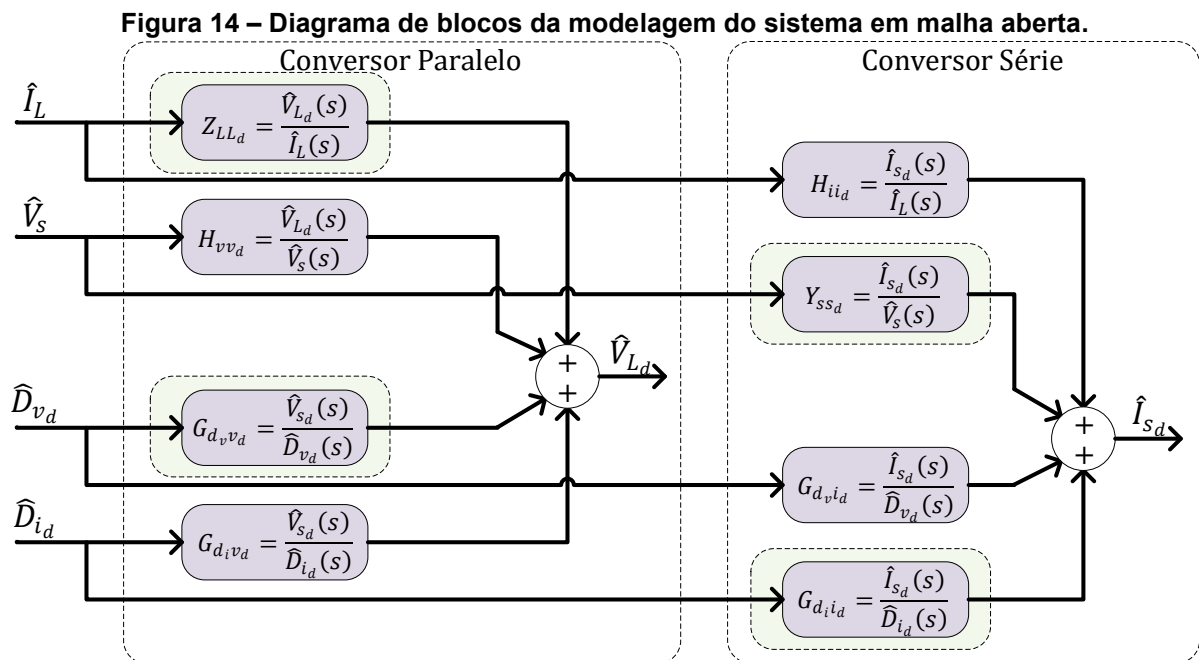 Figura 14 – Diagrama de blocos da modelagem do sistema em malha aberta.
Conversor Paralelo
Conversor Série
Î_L
Z_{LL_d} = V̂_{L_d}(s) / Î_L(s)
H_{ii_d} = Î_{s_d}(s) / Î_L(s)
V̂_s
H_{vv_d} = V̂_{L_d}(s) / V̂_s(s)
Y_{ss_d} = Î_{s_d}(s) / V̂_s(s)
+
+
V̂_{L_d}
D̂_{v_d}
G_{d_v v_d} = V̂_{s_d}(s) / D̂_{v_d}(s)
G_{d_v i_d} = Î_{s_d}(s) / D̂_{v_d}(s)
+
+
Î_{s_d}
D̂_{i_d}
G_{d_i v_d} = V̂_{s_d}(s) / D̂_{i_d}(s)
G_{d_i i_d} = Î_{s_d}(s) / D̂_{i_d}(s)